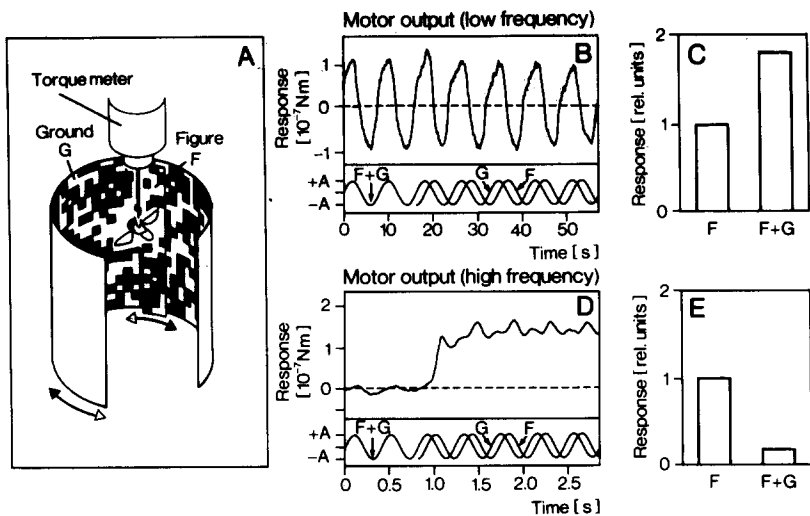 A
Torque meter
Ground
G
Figure
F
Motor output (low frequency)
B
Response
[10⁻⁷Nm]
1
0
-1
F+G
G
F
+A
-A
0 10 20 30 40 50
Time [s]
C
Response [rel. units]
2
1
0
F F+G
Motor output (high frequency)
D
Response
[10⁻⁷Nm]
2
1
0
F+G
G
F
+A
-A
0 0.5 1.0 1.5 2.0 2.5
Time [s]
E
Response [rel. units]
2
1
0
F F+G